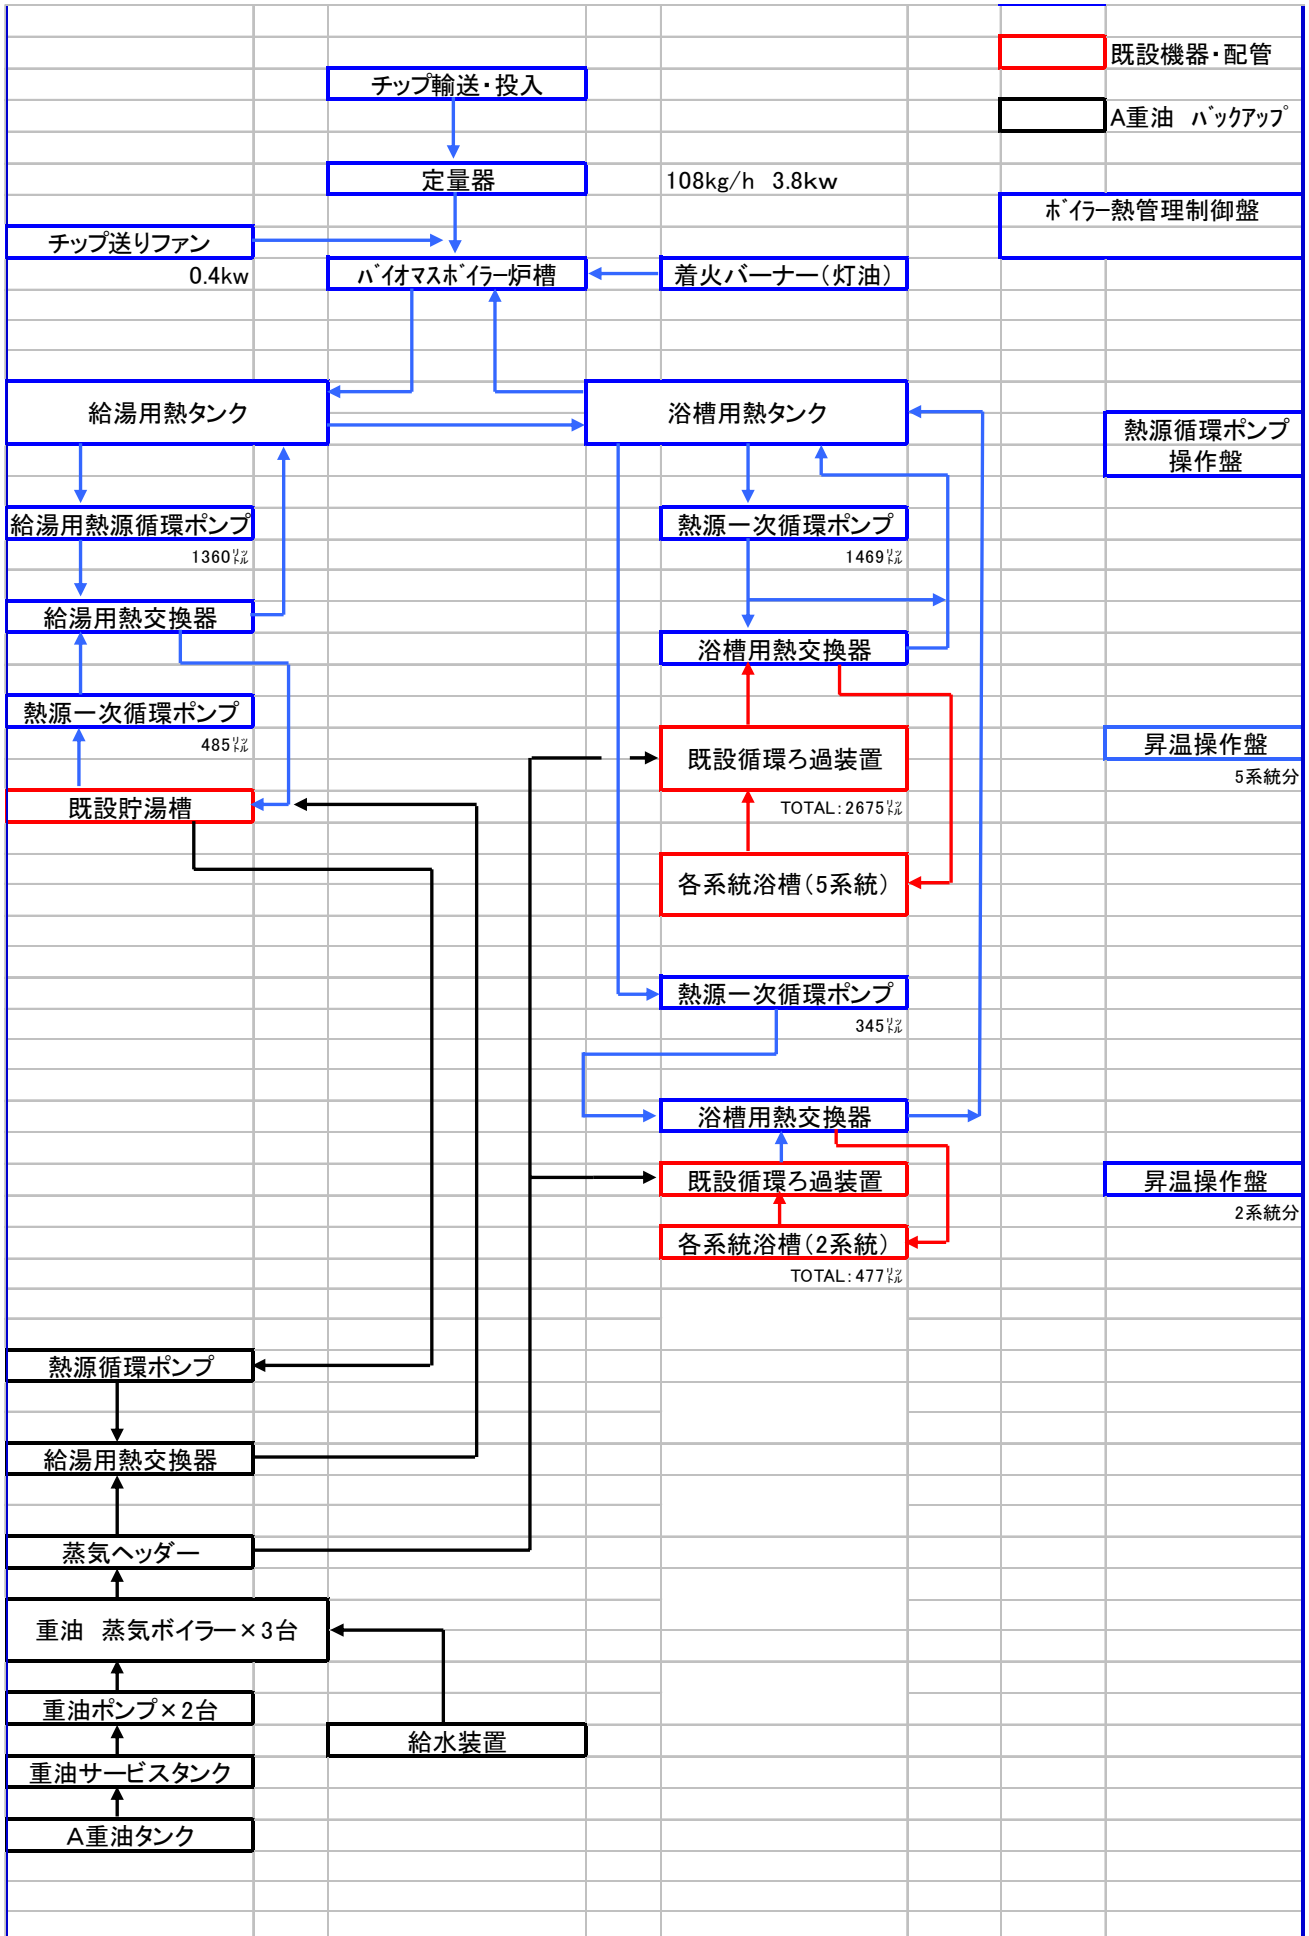 既設機器・配管
チップ輸送・投入
A重油 バックアップ
定量器
108kg/h 3.8kw
ボイラー熱管理制御盤
チップ送りファン
0.4kw
バイオマスボイラー炉槽
着火バーナー(灯油)
給湯用熱タンク
浴槽用熱タンク
熱源循環ポンプ
操作盤
給湯用熱源循環ポンプ
1360㍑
熱源一次循環ポンプ
1469㍑
給湯用熱交換器
浴槽用熱交換器
熱源一次循環ポンプ
485㍑
既設循環ろ過装置
TOTAL:2675㍑
昇温操作盤
5系統分
既設貯湯槽
各系統浴槽(5系統)
熱源一次循環ポンプ
345㍑
浴槽用熱交換器
既設循環ろ過装置
昇温操作盤
2系統分
各系統浴槽(2系統)
TOTAL:477㍑
熱源循環ポンプ
給湯用熱交換器
蒸気ヘッダー
重油 蒸気ボイラー×3台
重油ポンプ×2台
給水装置
重油サービスタンク
A重油タンク